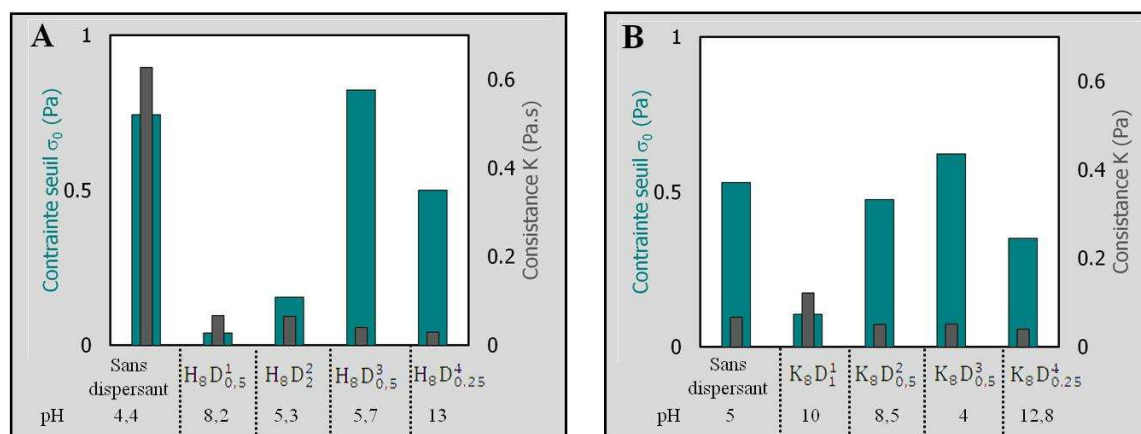 A
1
0.5
0
Contrainte seuil σ₀ (Pa)
0.6
0.4
0.2
0
Consistance K (Pa.s)
Sans dispersant
H₈D¹₀,₅
H₈D²₂
H₈D³₀,₅
H₈D⁴₀.₂₅
pH 4,4 8,2 5,3 5,7 13
B
1
0.5
0
Contrainte seuil σ₀ (Pa)
0.6
0.4
0.2
0
Consistance K (Pa)
Sans dispersant
K₈D¹₁
K₈D²₀,₅
K₈D³₀,₅
K₈D⁴₀.₂₅
pH 5 10 8,5 4 12,8